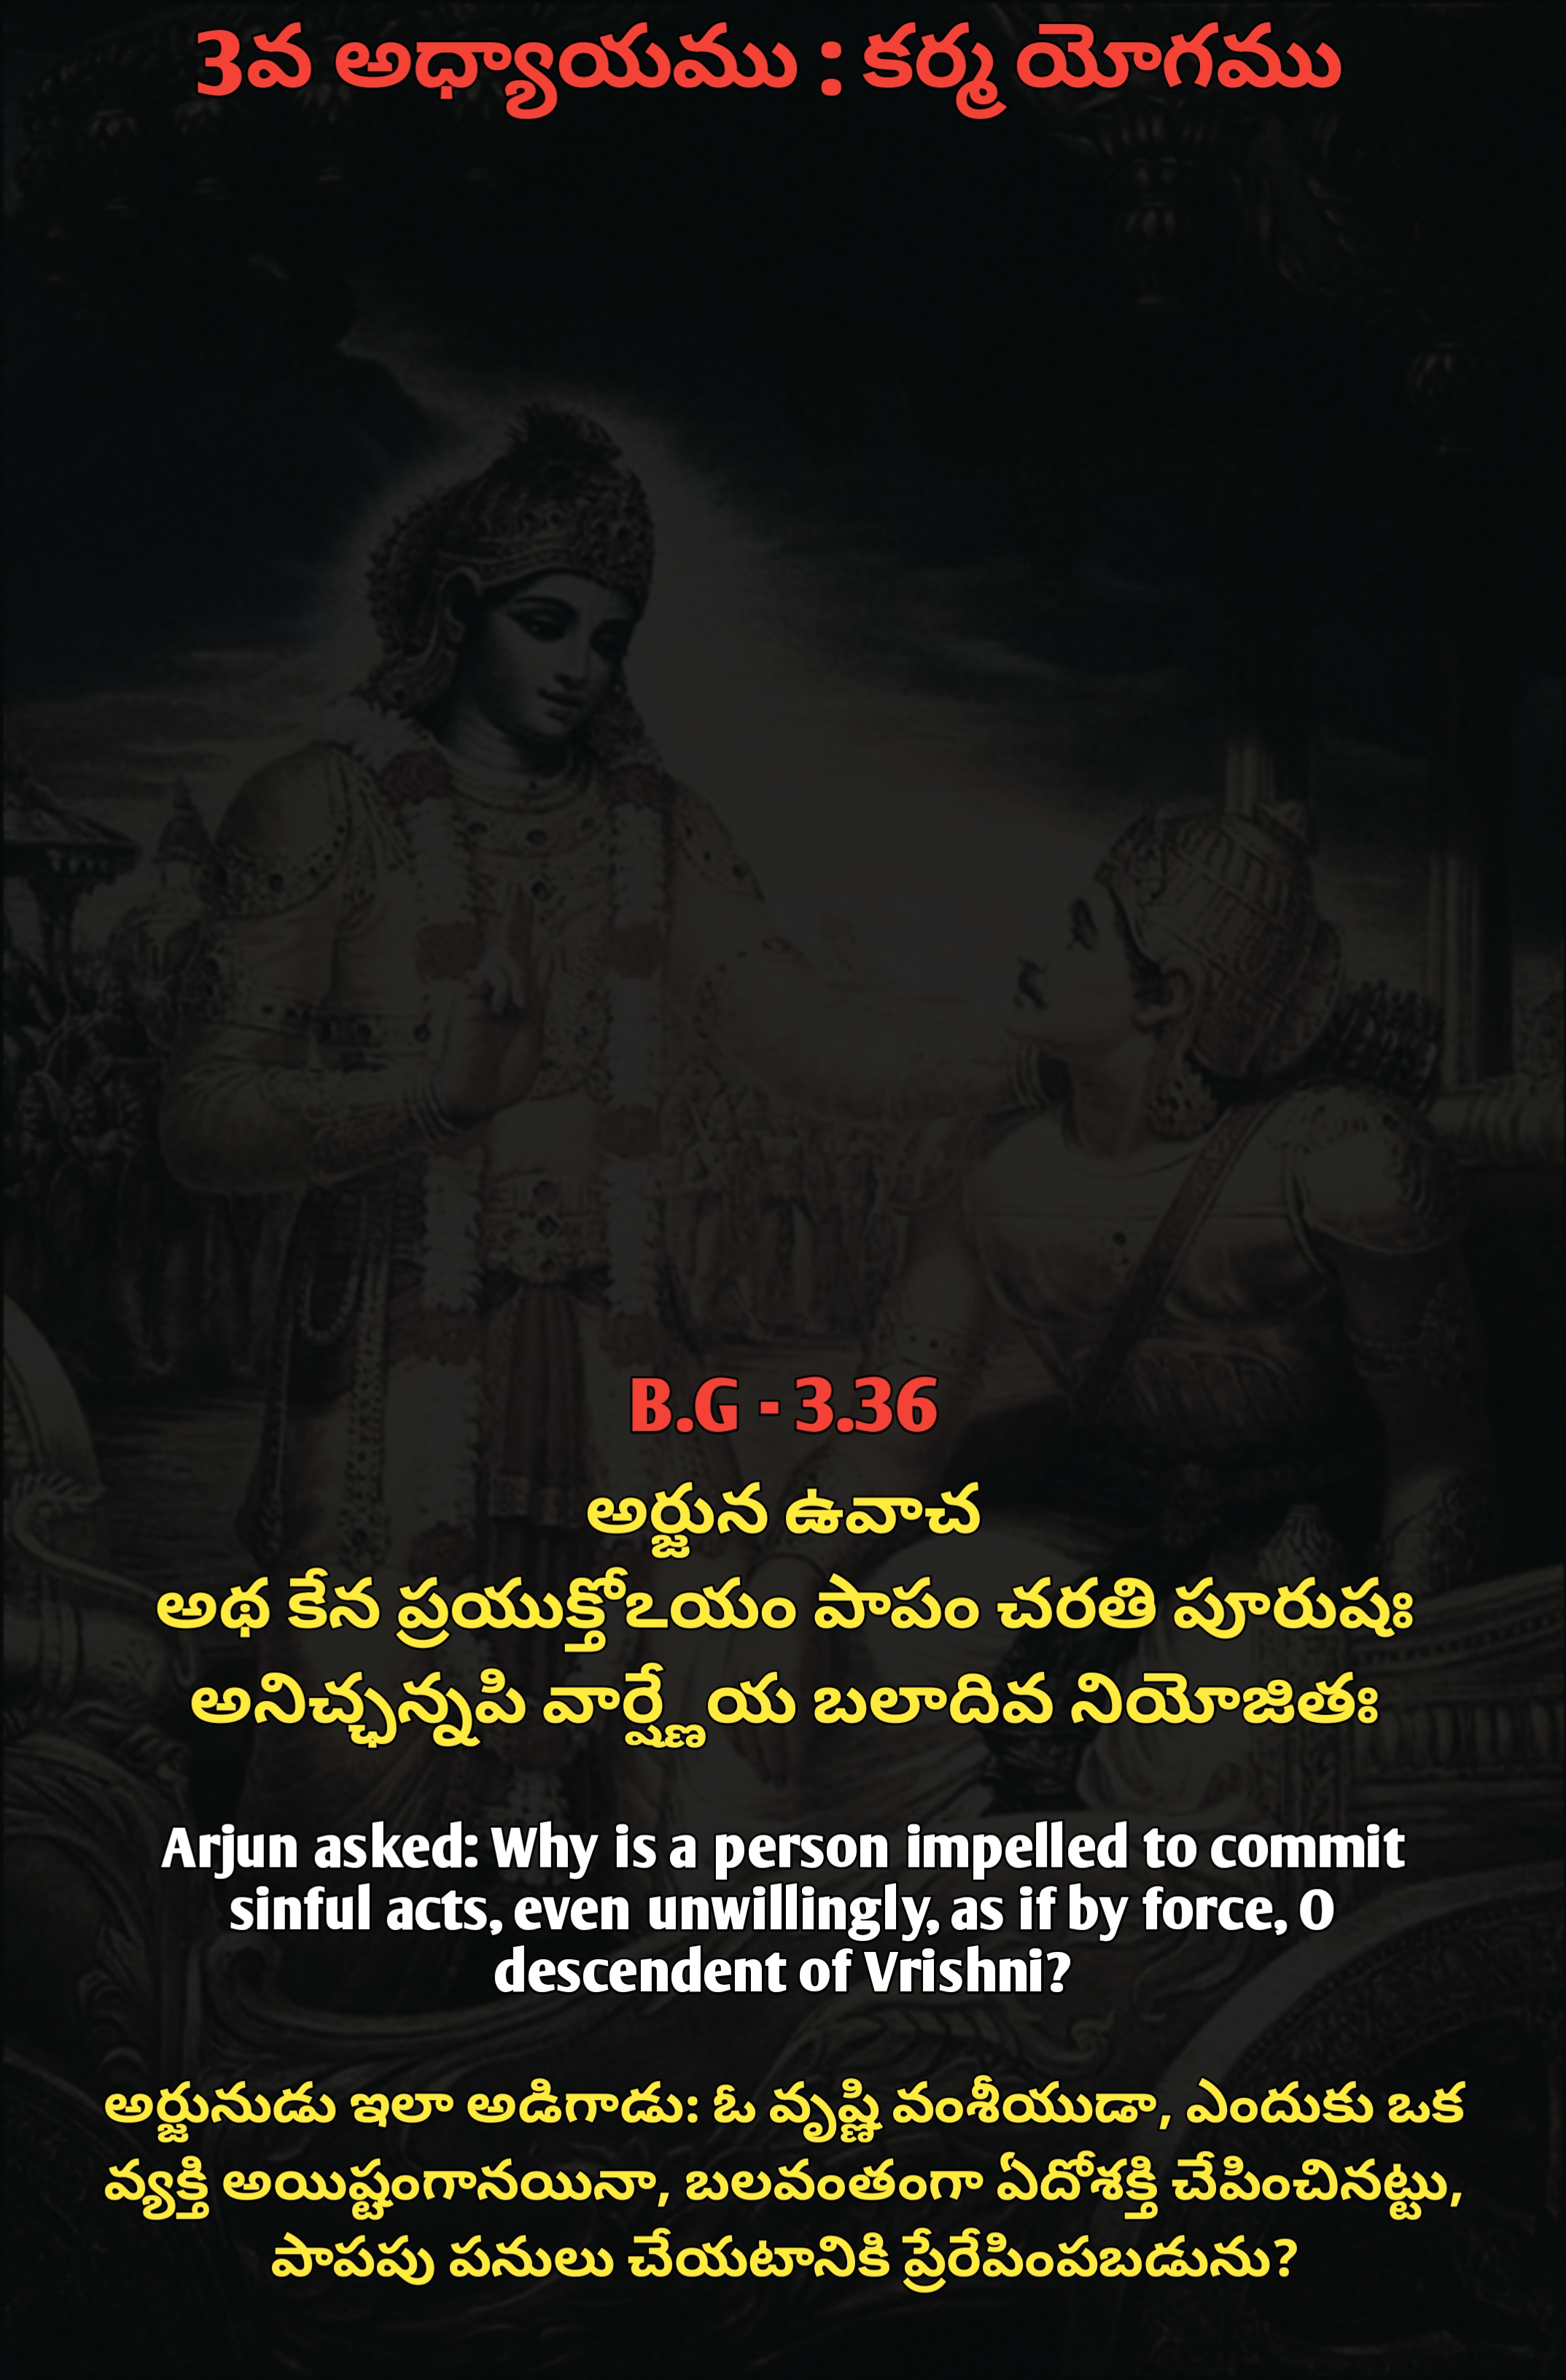 3వ అధ్యాయము : కర్మ యోగము
B.G - 3.36
అర్జున ఉవాచ
అథ కేన ప్రయుక్తోఽయం పాపం చరతి పూరుషః
అనిచ్ఛన్నపి వార్ష్ణేయ బలాదివ నియోజితః
Arjun asked: Why is a person impelled to commit
sinful acts, even unwillingly, as if by force, O
descendent of Vrishni?
అర్జునుడు ఇలా అడిగాడు: ఓ వృష్ణి వంశీయుడా, ఎందుకు ఒక
వ్యక్తి అయిష్టంగానయినా, బలవంతంగా ఏదోశక్తి చేపించినట్టు,
పాపపు పనులు చేయటానికి ప్రేరేపింపబడును?